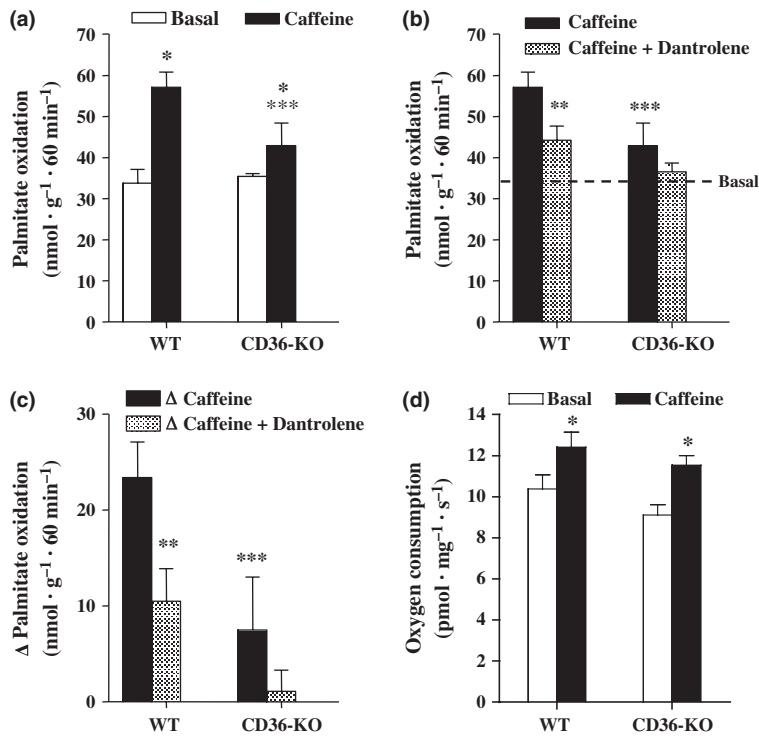 (a)
Basal
Caffeine
Palmitate oxidation
(nmol · g⁻¹ · 60 min⁻¹)
70
60
50
40
30
20
10
0
*
*
***
WT
CD36-KO
(b)
Caffeine
Caffeine + Dantrolene
Palmitate oxidation
(nmol · g⁻¹ · 60 min⁻¹)
70
60
50
40
30
20
10
0
**
***
Basal
WT
CD36-KO
(c)
Δ Caffeine
Δ Caffeine + Dantrolene
Δ Palmitate oxidation
(nmol · g⁻¹ · 60 min⁻¹)
30
20
10
0
**
***
WT
CD36-KO
(d)
Basal
Caffeine
Oxygen consumption
(pmol · mg⁻¹ · s⁻¹)
14
12
10
8
6
4
2
0
*
*
WT
CD36-KO